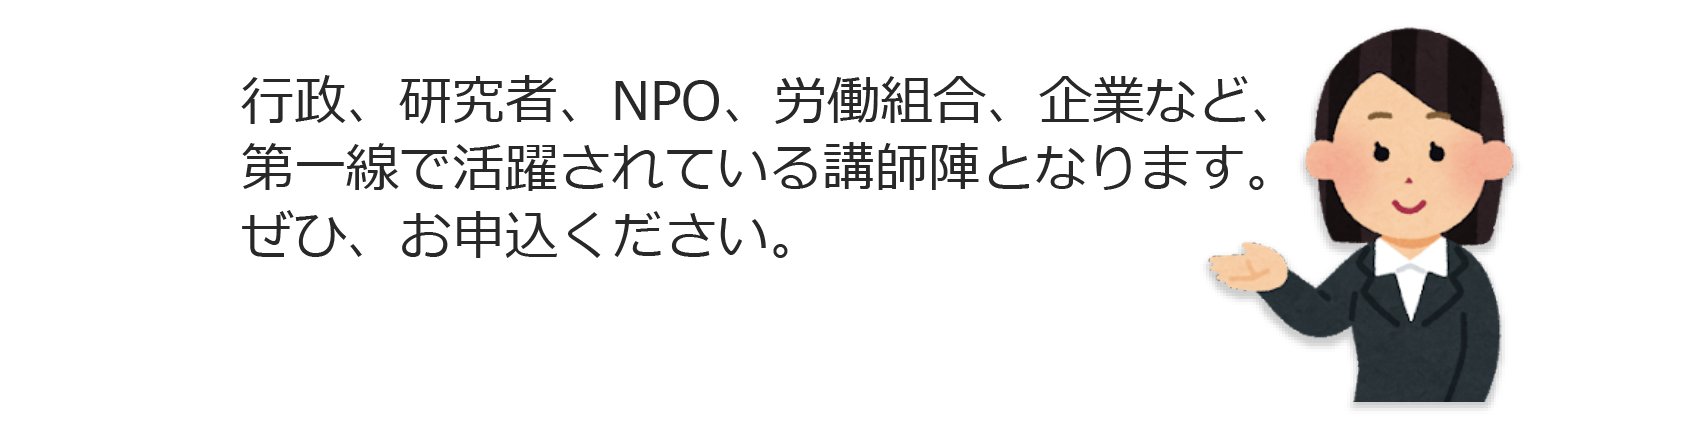 行政、研究者、NPO、労働組合、企業など、
第一線で活躍されている講師陣となります。
ぜひ、お申込ください。